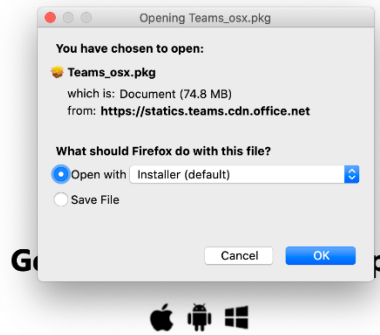 Opening Teams_osx.pkg
You have chosen to open:
Teams_osx.pkg
which is: Document (74.8 MB)
from: https://statics.teams.cdn.office.net
What should Firefox do with this file?
Open with Installer (default)
Save File
Cancel OK